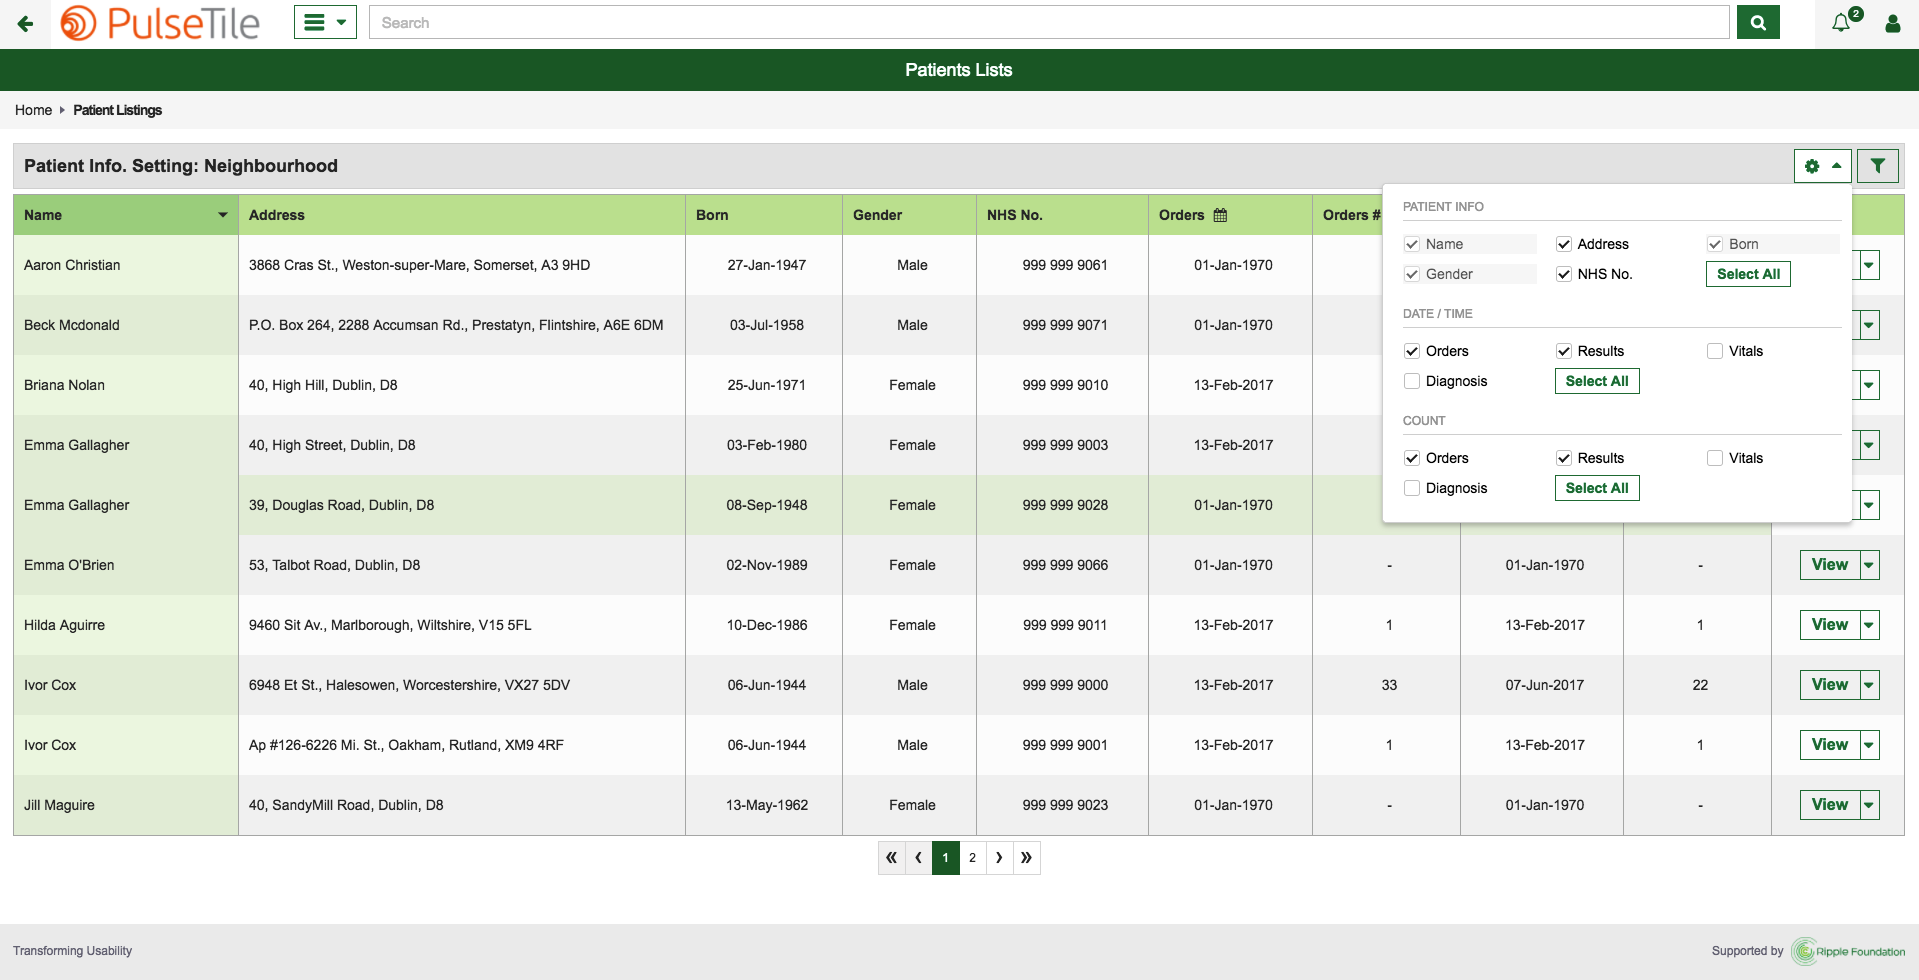 PulseTile
Search
2
Patients Lists
Home Patient Listings
Patient Info. Setting: Neighbourhood
Name Address Born Gender NHS No. Orders Orders #
Aaron Christian 3868 Cras St., Weston-super-Mare, Somerset, A3 9HD 27-Jan-1947 Male 999 999 9061 01-Jan-1970
Beck Mcdonald P.O. Box 264, 2288 Accumsan Rd., Prestatyn, Flintshire, A6E 6DM 03-Jul-1958 Male 999 999 9071 01-Jan-1970
Briana Nolan 40, High Hill, Dublin, D8 25-Jun-1971 Female 999 999 9010 13-Feb-2017
Emma Gallagher 40, High Street, Dublin, D8 03-Feb-1980 Female 999 999 9003 13-Feb-2017
Emma Gallagher 39, Douglas Road, Dublin, D8 08-Sep-1948 Female 999 999 9028 01-Jan-1970
Emma O'Brien 53, Talbot Road, Dublin, D8 02-Nov-1989 Female 999 999 9066 01-Jan-1970 - 01-Jan-1970 - View
Hilda Aguirre 9460 Sit Av., Marlborough, Wiltshire, V15 5FL 10-Dec-1986 Female 999 999 9011 13-Feb-2017 1 13-Feb-2017 1 View
Ivor Cox 6948 Et St., Halesowen, Worcestershire, VX27 5DV 06-Jun-1944 Male 999 999 9000 13-Feb-2017 33 07-Jun-2017 22 View
Ivor Cox Ap #126-6226 Mi. St., Oakham, Rutland, XM9 4RF 06-Jun-1944 Male 999 999 9001 13-Feb-2017 1 13-Feb-2017 1 View
Jill Maguire 40, SandyMill Road, Dublin, D8 13-May-1962 Female 999 999 9023 01-Jan-1970 - 01-Jan-1970 - View
PATIENT INFO
Name Address Born
Gender NHS No. Select All
DATE / TIME
Orders Results Vitals
Diagnosis Select All
COUNT
Orders Results Vitals
Diagnosis Select All
« ‹ 1 2 › »
Transforming Usability Supported by Ripple Foundation